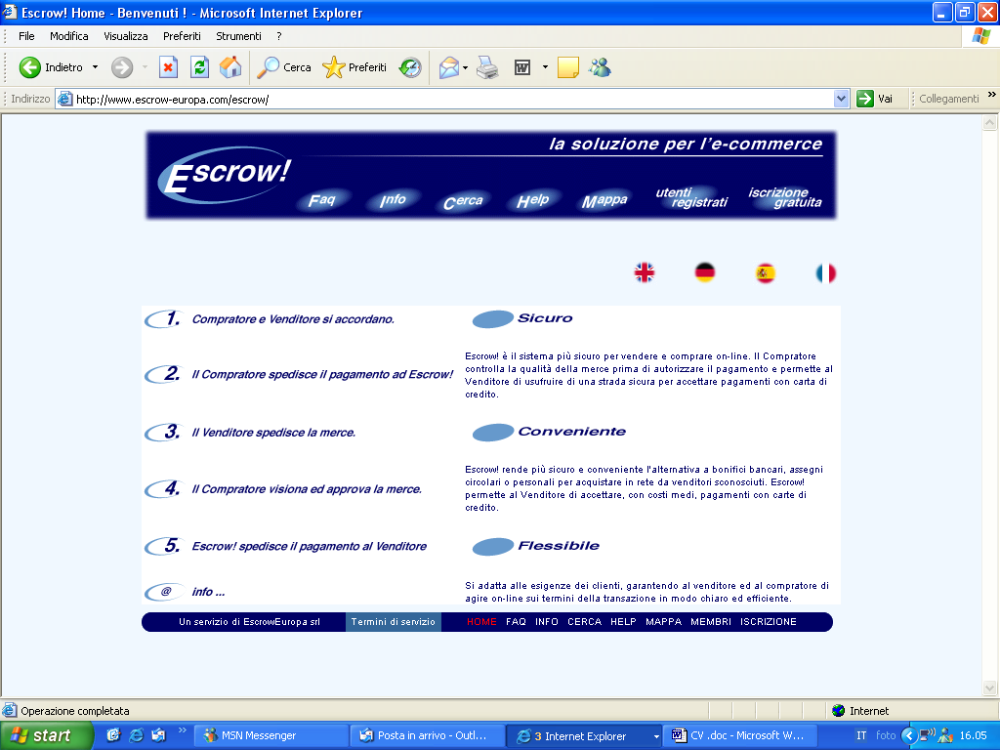 Escrow! Home - Benvenuti ! - Microsoft Internet Explorer
File Modifica Visualizza Preferiti Strumenti ?
Indietro Cerca Preferiti
Indirizzo http://www.escrow-europa.com/escrow/ Vai Collegamenti »
la soluzione per l'e-commerce
Escrow!
Faq Info Cerca Help Mappa utenti registrati iscrizione gratuita
1. Compratore e Venditore si accordano.
2. Il Compratore spedisce il pagamento ad Escrow!
3. Il Venditore spedisce la merce.
4. Il Compratore visiona ed approva la merce.
5. Escrow! spedisce il pagamento al Venditore
@ info ...
Sicuro
Escrow! è il sistema più sicuro per vendere e comprare on-line. Il Compratore
controlla la qualità della merce prima di autorizzare il pagamento e permette al
Venditore di usufruire di una strada sicura per accettare pagamenti con carta di
credito.
Conveniente
Escrow! rende più sicuro e conveniente l'alternativa a bonifici bancari, assegni
circolari o personali per acquistare in rete da venditori sconosciuti. Escrow!
permette al Venditore di accettare, con costi medi, pagamenti con carte di
credito.
Flessibile
Si adatta alle esigenze dei clienti, garantendo al venditore ed al compratore di
agire on-line sui termini della transazione in modo chiaro ed efficiente.
Un servizio di EscrowEuropa srl Termini di servizio HOME FAQ INFO CERCA HELP MAPPA MEMBRI ISCRIZIONE
Operazione completata Internet
start » MSN Messenger Posta in arrivo - Outl... 3 Internet Explorer CV .doc - Microsoft W... IT foto 16.05